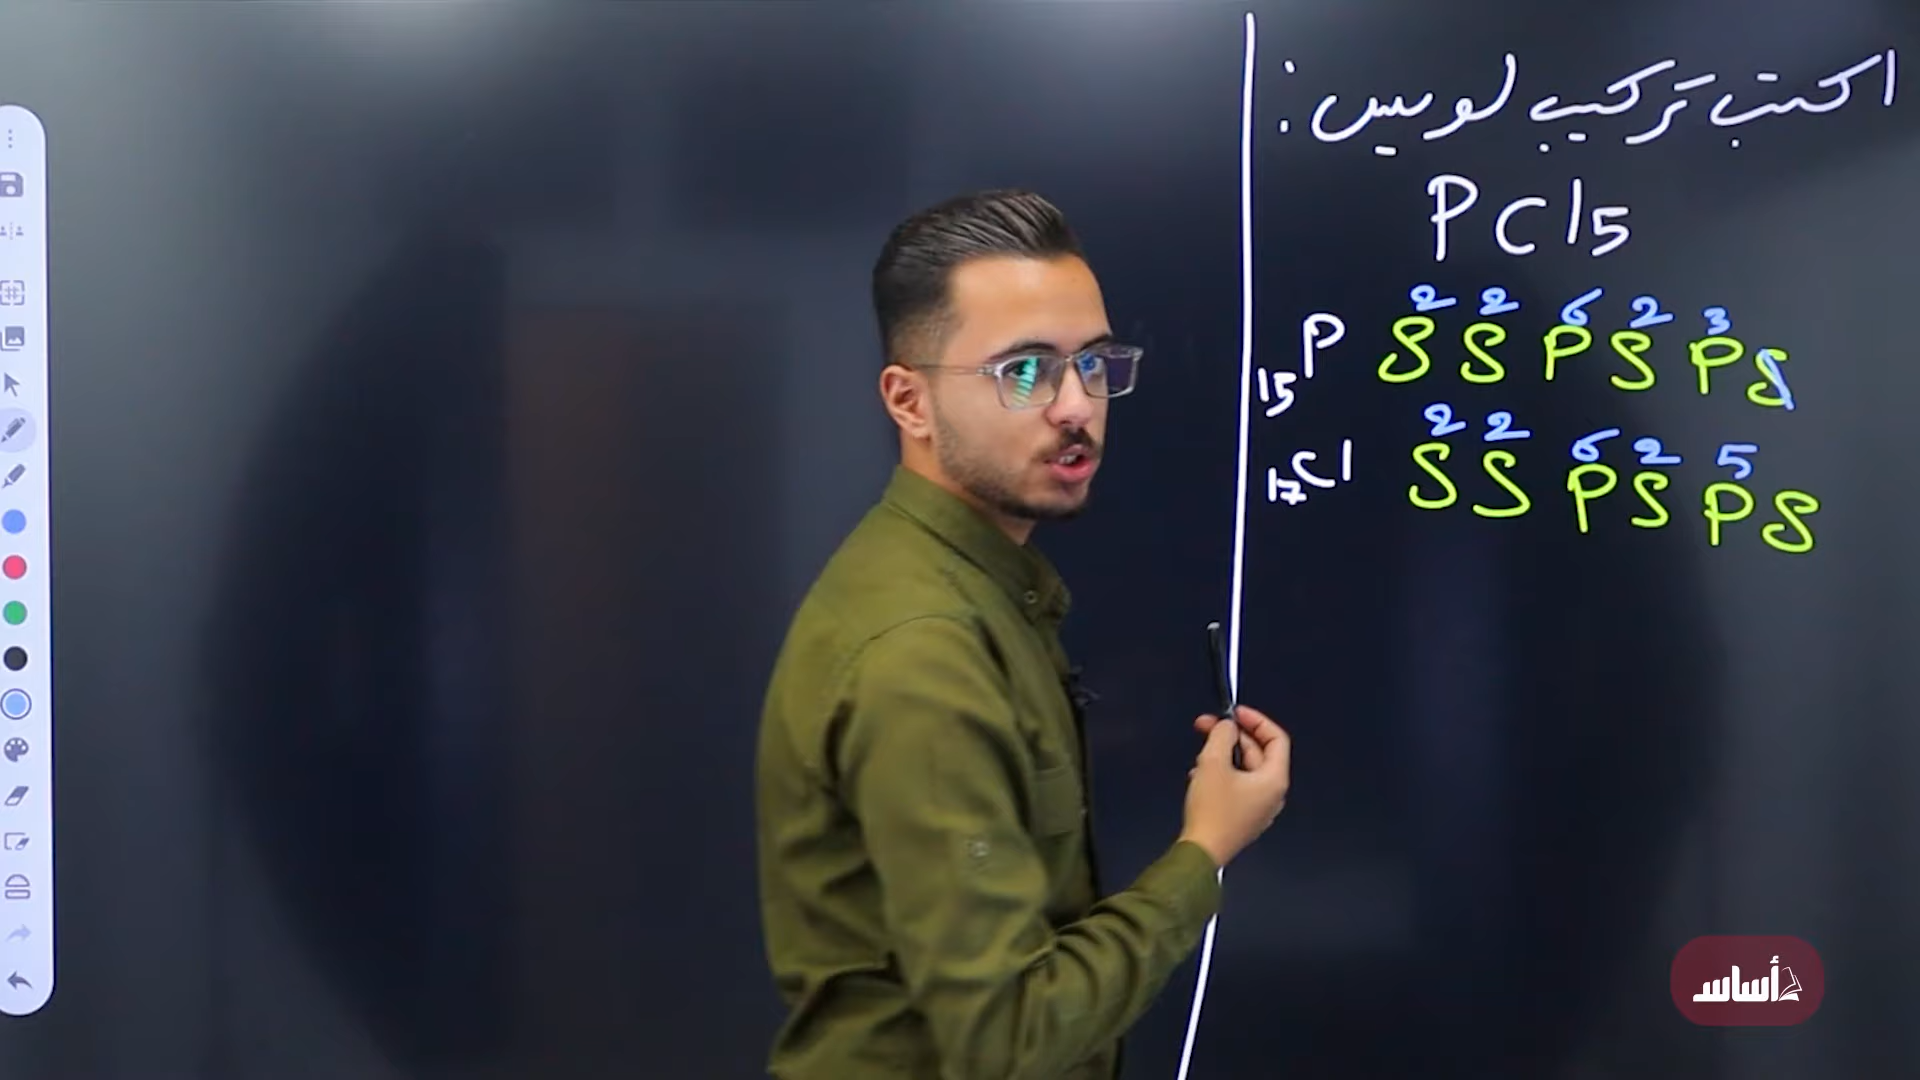 اكتب تركيب لويس :
PCl5
15P S2 S2 P6 S2 P3 S
17Cl S2 S2 P6 S2 P5 S
أساس